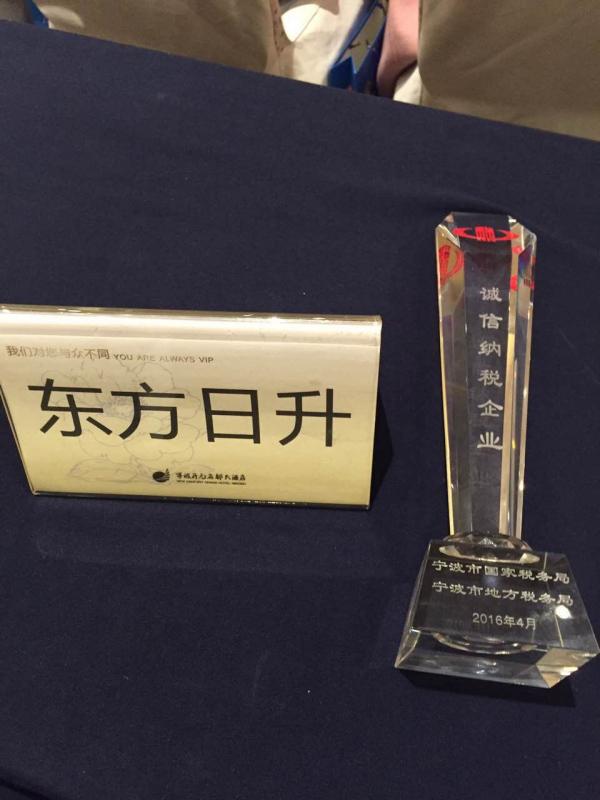 我们对您与众不同 YOU ARE ALWAYS VIP
东方日升
诚信纳税企业
宁波市国家税务局
宁波市地方税务局
2016年4月